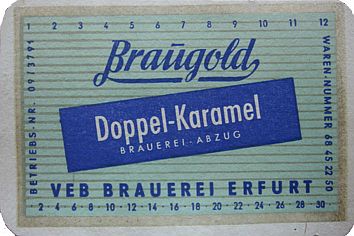 1 2 3 4 5 6 7 8 9 10 11 12
Braugold
Doppel-Karamel
BRAUEREI-ABZUG
VEB BRAUEREI ERFURT
2·4·6·8·10·12·14·16·18·20·22·24·26·28·30·
BETRIEBS-NR. 09/3791
WAREN-NUMMER 68 45 22 50